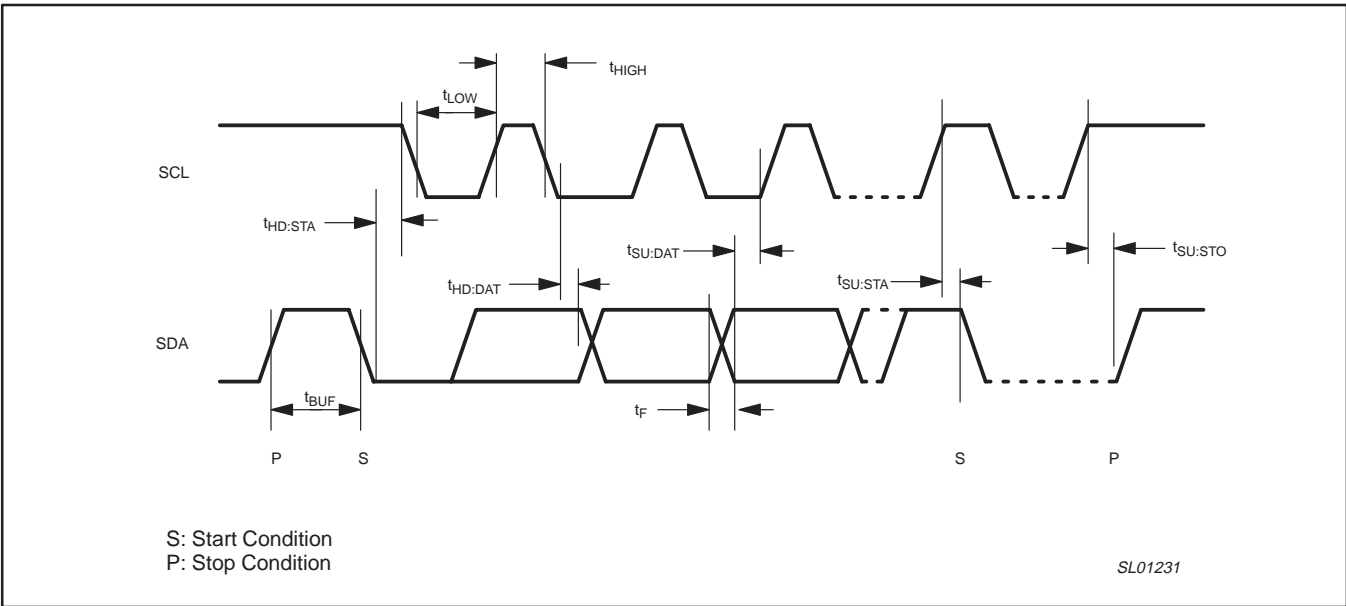 tHIGH
tLOW
SCL
tHD:STA
tSU:DAT
tSU:STO
tHD:DAT
tSU:STA
SDA
tBUF
tF
P S S P
S: Start Condition
P: Stop Condition
SL01231